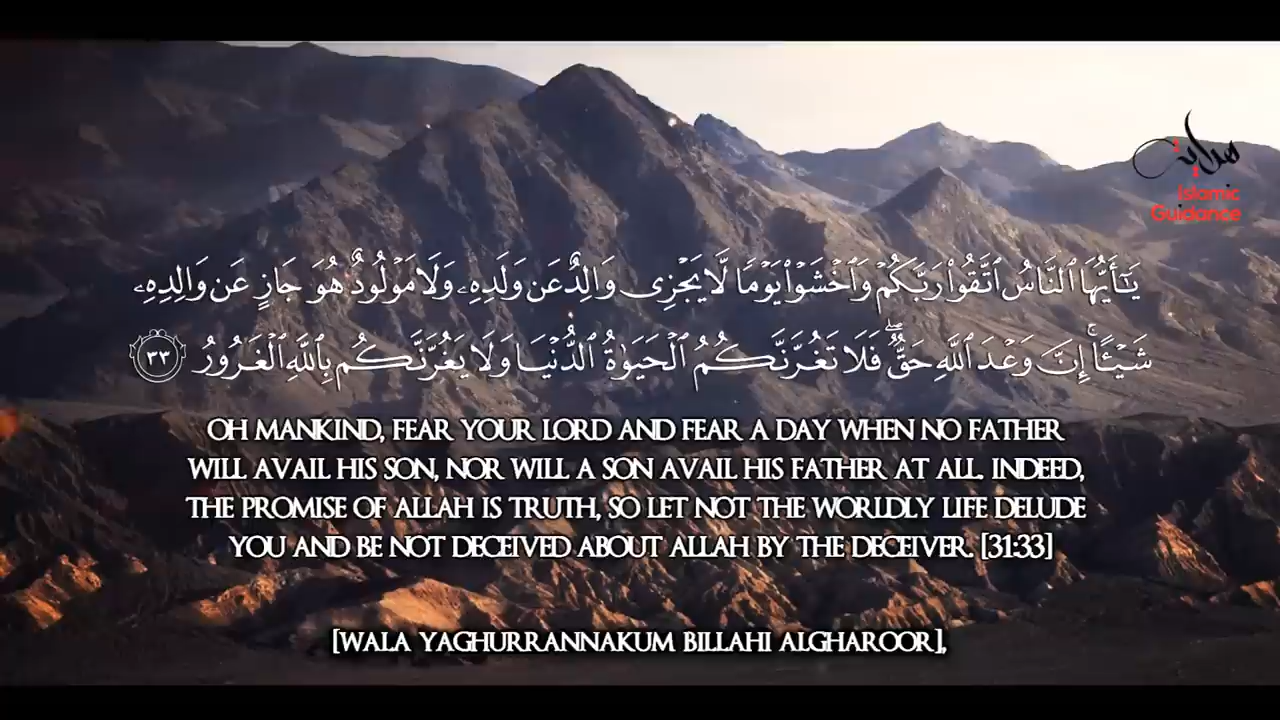 هداية
Islamic
Guidance
يَـٰٓأَيُّهَا ٱلنَّاسُ ٱتَّقُوا۟ رَبَّكُمْ وَٱخْشَوْا۟ يَوْمًا لَّا يَجْزِى وَالِدٌ عَن وَلَدِهِۦ وَلَا مَوْلُودٌ هُوَ جَازٍ عَن وَالِدِهِۦ
شَيْـًٔا ۚ إِنَّ وَعْدَ ٱللَّهِ حَقٌّ ۖ فَلَا تَغُرَّنَّكُمُ ٱلْحَيَوٰةُ ٱلدُّنْيَا وَلَا يَغُرَّنَّكُم بِٱللَّهِ ٱلْغَرُورُ ٣٣
OH MANKIND, FEAR YOUR LORD AND FEAR A DAY WHEN NO FATHER
WILL AVAIL HIS SON, NOR WILL A SON AVAIL HIS FATHER AT ALL. INDEED,
THE PROMISE OF ALLAH IS TRUTH, SO LET NOT THE WORLDLY LIFE DELUDE
YOU AND BE NOT DECEIVED ABOUT ALLAH BY THE DECEIVER. [31:33]
[WALA YAGHURRANNAKUM BILLAHI ALGHAROOR],